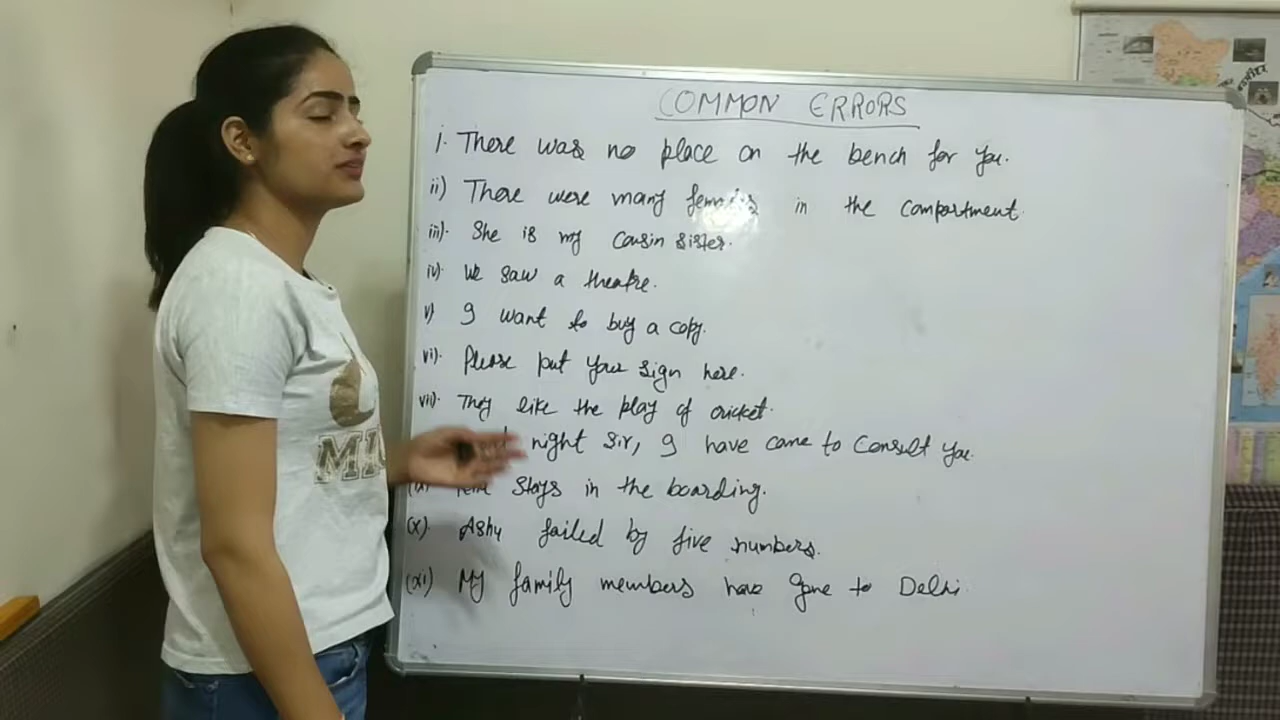 COMMON ERRORS
i. There was no place on the bench for you.
ii) There were many females in the compartment.
iii). She is my cousin sister.
iv). We saw a theatre.
v) I want to buy a copy.
vi). Please put your sign here.
vii). They like the play of cricket.
night Sir, I have come to consult you.
stays in the boarding.
(x). Ashu failed by five numbers.
(xi) My family members have gone to Delhi.